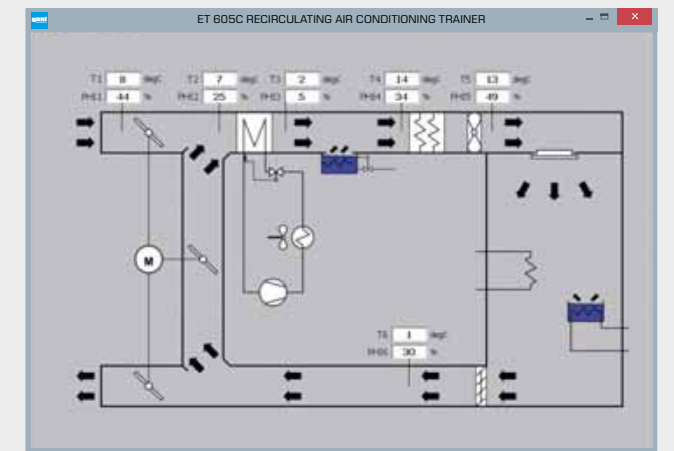 ET 605C RECIRCULATING AIR CONDITIONING TRAINER
T1 8 degC T2 7 degC T3 2 degC T4 14 degC T5 13 degC
PHI1 44 % PHI2 25 % PHI3 5 % PHI4 34 % PHI5 49 %
M
T6 1 degC
PHI6 30 %